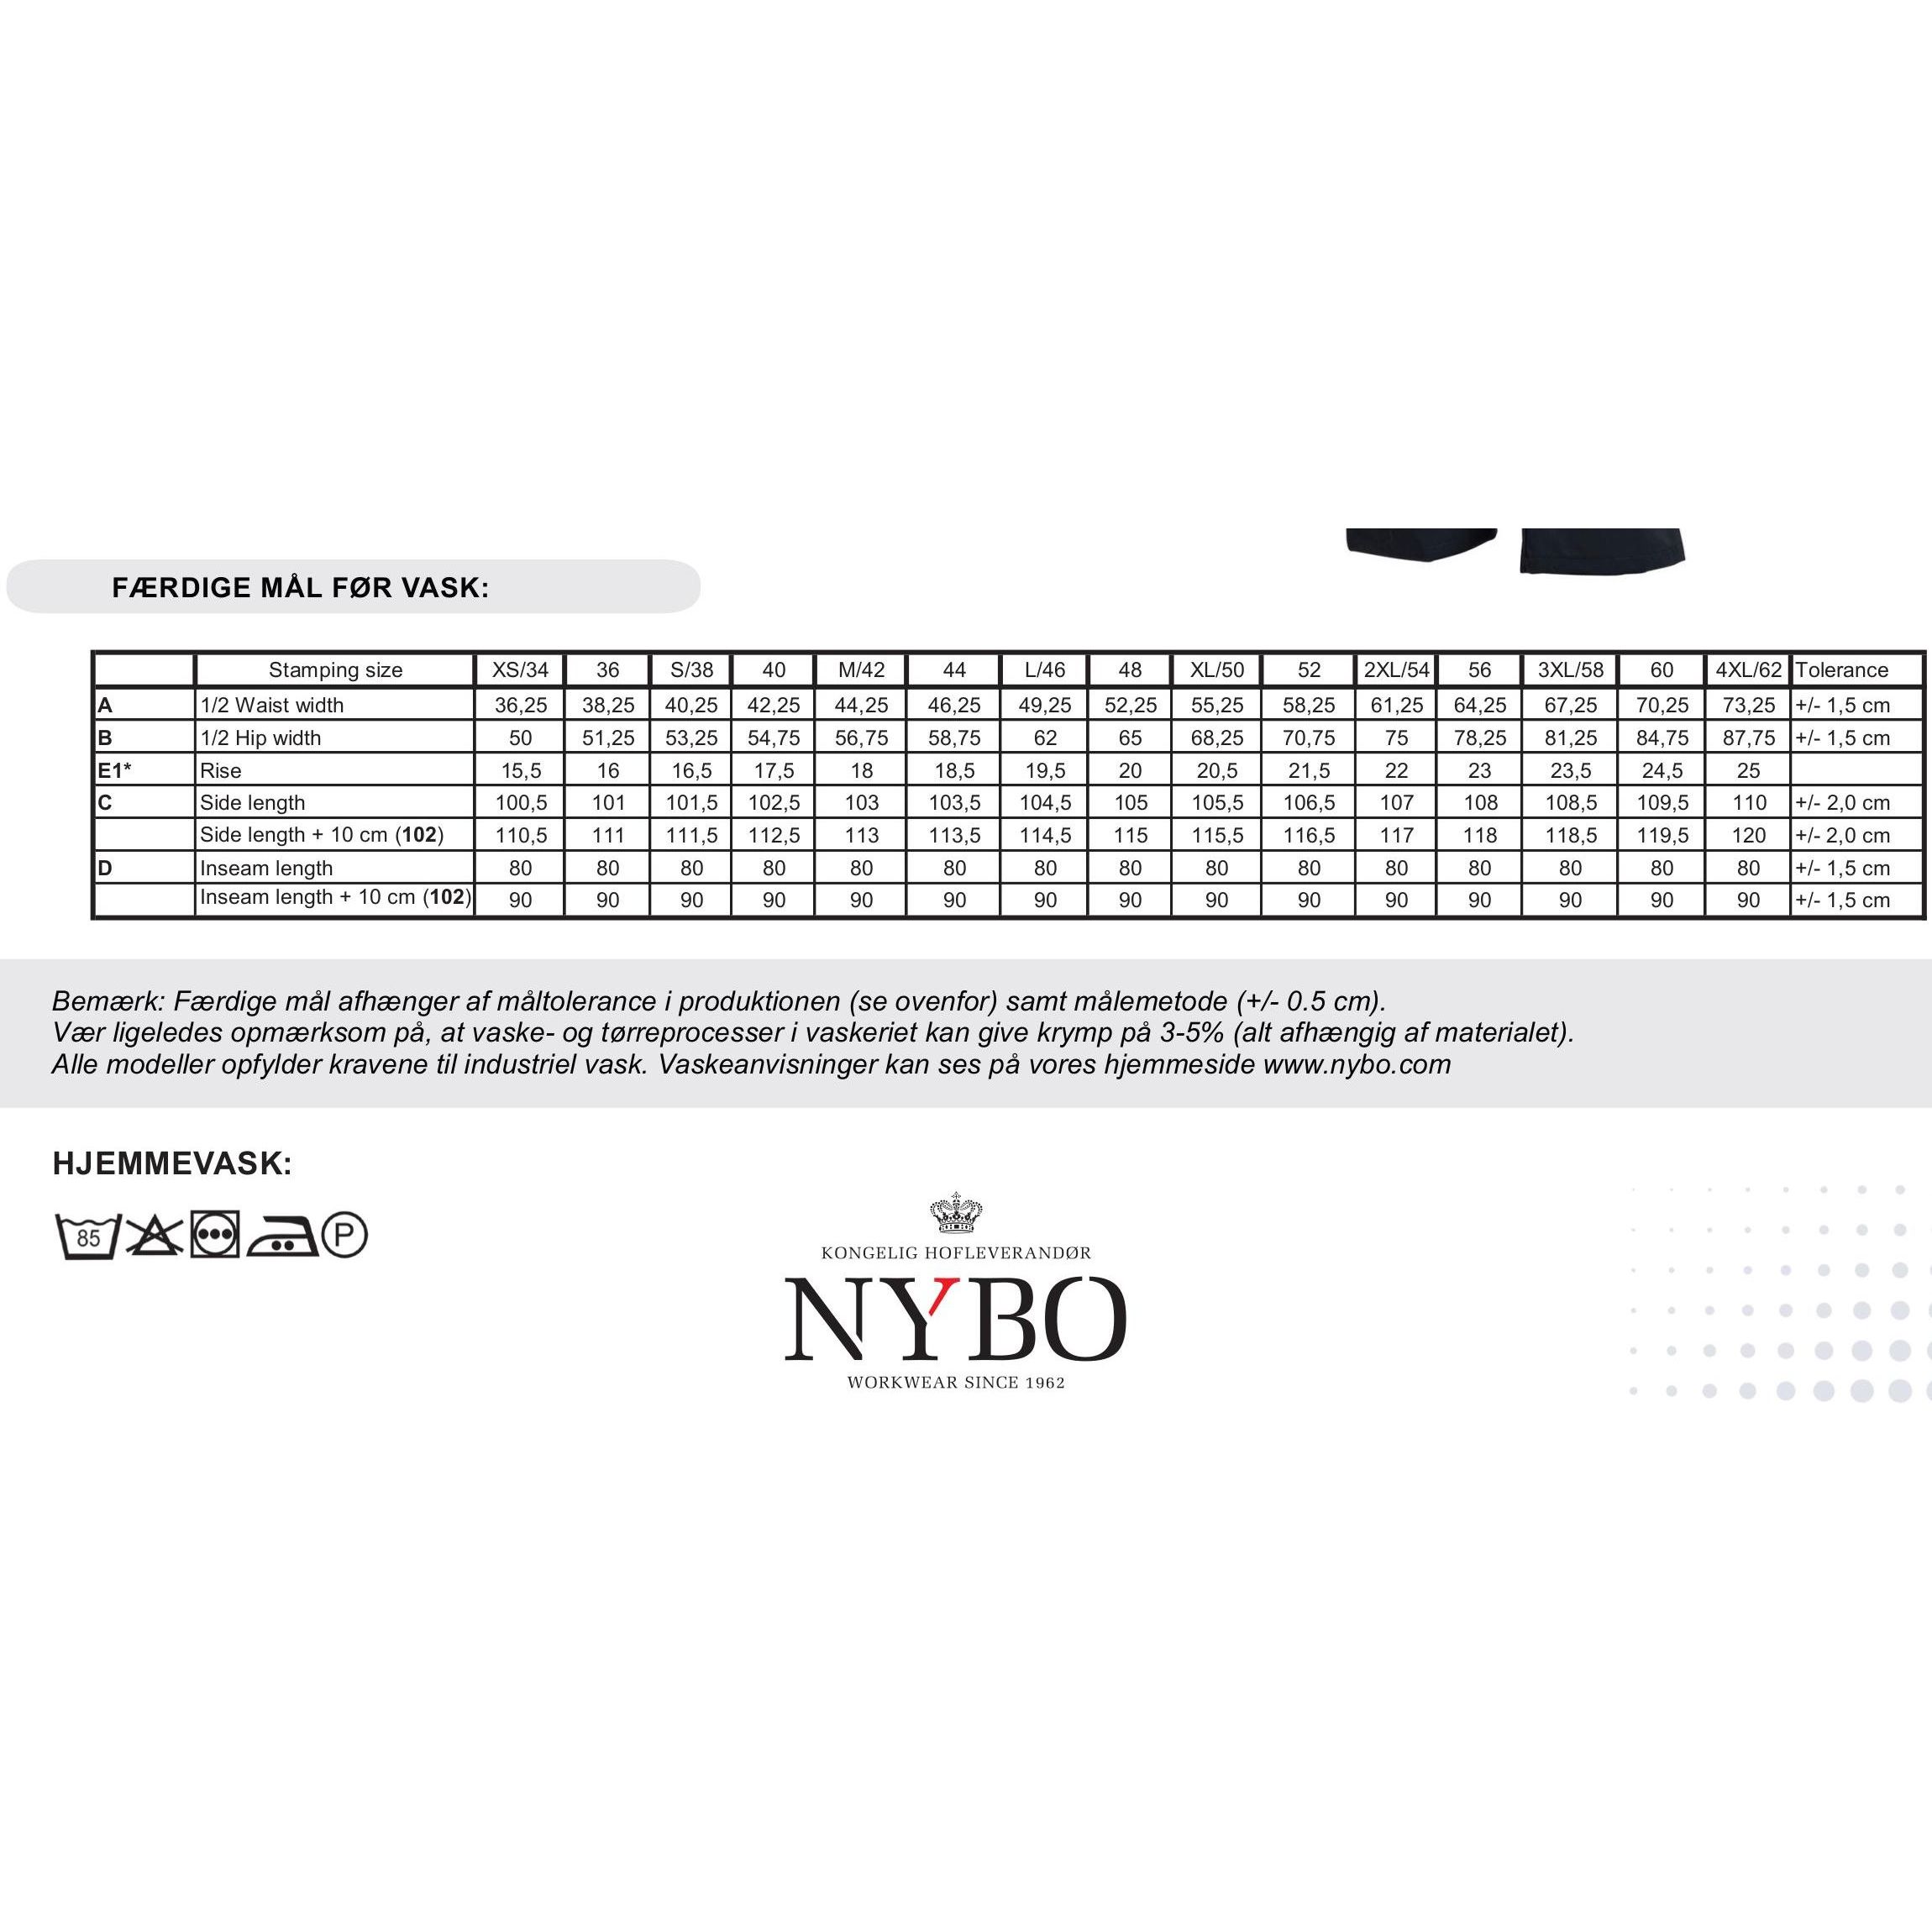 FÆRDIGE MÅL FØR VASK:
Stamping size XS/34 36 S/38 40 M/42 44 L/46 48 XL/50 52 2XL/54 56 3XL/58 60 4XL/62 Tolerance
A 1/2 Waist width 36,25 38,25 40,25 42,25 44,25 46,25 49,25 52,25 55,25 58,25 61,25 64,25 67,25 70,25 73,25 +/- 1,5 cm
B 1/2 Hip width 50 51,25 53,25 54,75 56,75 58,75 62 65 68,25 70,75 75 78,25 81,25 84,75 87,75 +/- 1,5 cm
E1* Rise 15,5 16 16,5 17,5 18 18,5 19,5 20 20,5 21,5 22 23 23,5 24,5 25
C Side length 100,5 101 101,5 102,5 103 103,5 104,5 105 105,5 106,5 107 108 108,5 109,5 110 +/- 2,0 cm
Side length + 10 cm (102) 110,5 111 111,5 112,5 113 113,5 114,5 115 115,5 116,5 117 118 118,5 119,5 120 +/- 2,0 cm
D Inseam length 80 80 80 80 80 80 80 80 80 80 80 80 80 80 80 +/- 1,5 cm
Inseam length + 10 cm (102) 90 90 90 90 90 90 90 90 90 90 90 90 90 90 90 +/- 1,5 cm
Bemærk: Færdige mål afhænger af måltolerance i produktionen (se ovenfor) samt målemetode (+/- 0.5 cm).
Vær ligeledes opmærksom på, at vaske- og tørreprocesser i vaskeriet kan give krymp på 3-5% (alt afhængig af materialet).
Alle modeller opfylder kravene til industriel vask. Vaskeanvisninger kan ses på vores hjemmeside www.nybo.com
HJEMMEVASK:
85 P
KONGELIG HOFLEVERANDØR
NYBO
WORKWEAR SINCE 1962